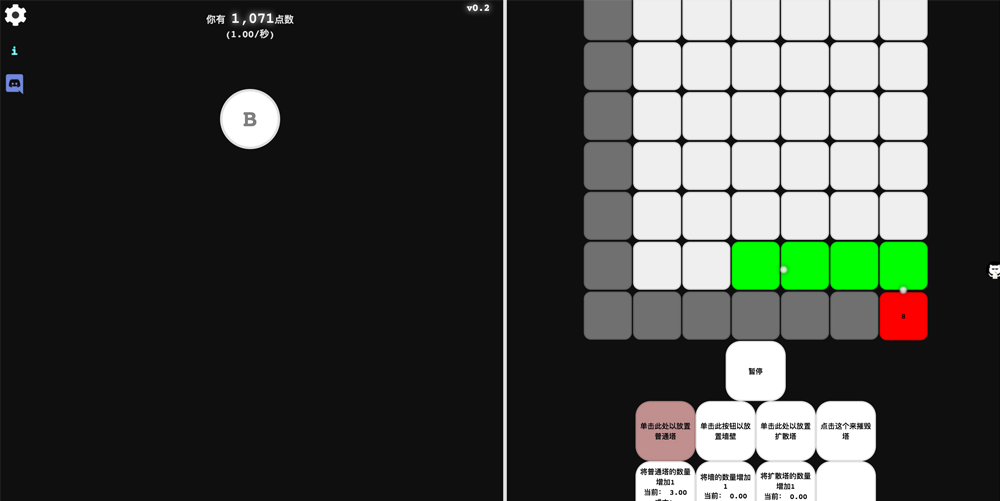 你有 1,071点数
(1.00/秒)
v0.2
i
B
8
暂停
单击此处以放置
普通塔
单击此按钮以放
置墙壁
单击此处以放置
扩散塔
点击这个来摧毁
塔
将普通塔的数量
增加1
当前: 3.00
将墙的数量增加
1
当前: 0.00
将扩散塔的数量
增加1
当前: 0.00